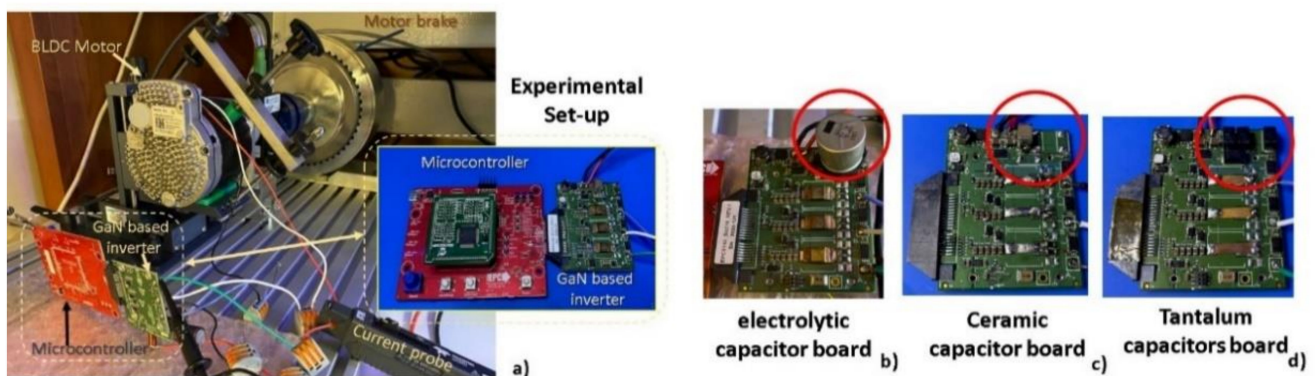 Motor brake
BLDC Motor
Experimental
Set-up
Microcontroller
GaN based
inverter
EPC
GaN based
inverter
Microcontroller
Current probe
a)
electrolytic
capacitor board b)
Ceramic
capacitor board c)
Tantalum
capacitors board d)